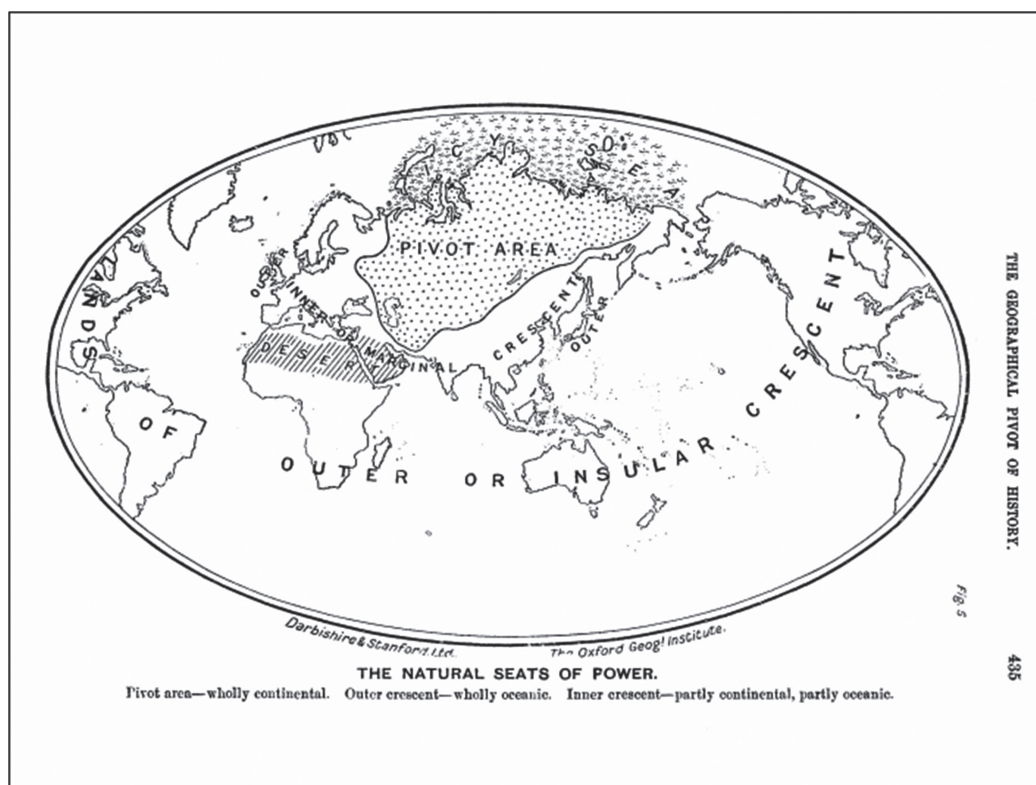 ICY SEA
PIVOT AREA
LANDS OF OUTER OR INSULAR CRESCENT
OUTER
INNER OR MARGINAL CRESCENT
OUTER
DESERT
Darbishire & Stanford, Ltd.
The Oxford Geog! Institute.
THE NATURAL SEATS OF POWER.
Pivot area—wholly continental. Outer crescent—wholly oceanic. Inner crescent—partly continental, partly oceanic.
THE GEOGRAPHICAL PIVOT OF HISTORY.
Fig. 5
435